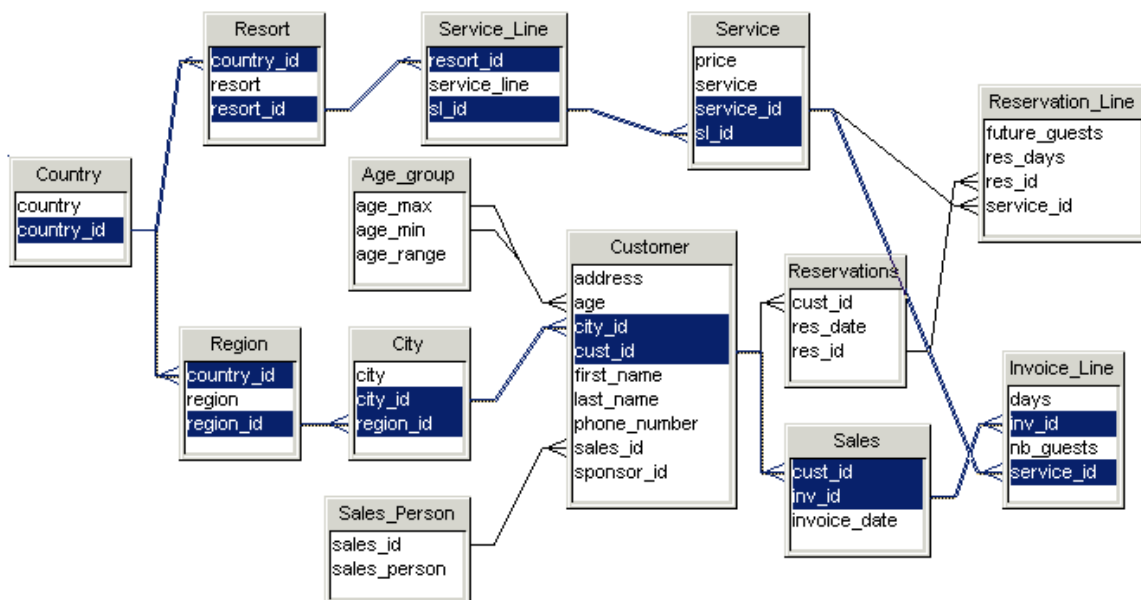 Resort
country_id
resort
resort_id
Service_Line
resort_id
service_line
sl_id
Service
price
service
service_id
sl_id
Reservation_Line
future_guests
res_days
res_id
service_id
Country
country
country_id
Age_group
age_max
age_min
age_range
Customer
address
age
city_id
cust_id
first_name
last_name
phone_number
sales_id
sponsor_id
Reservations
cust_id
res_date
res_id
Region
country_id
region
region_id
City
city
city_id
region_id
Invoice_Line
days
inv_id
nb_guests
service_id
Sales
cust_id
inv_id
invoice_date
Sales_Person
sales_id
sales_person